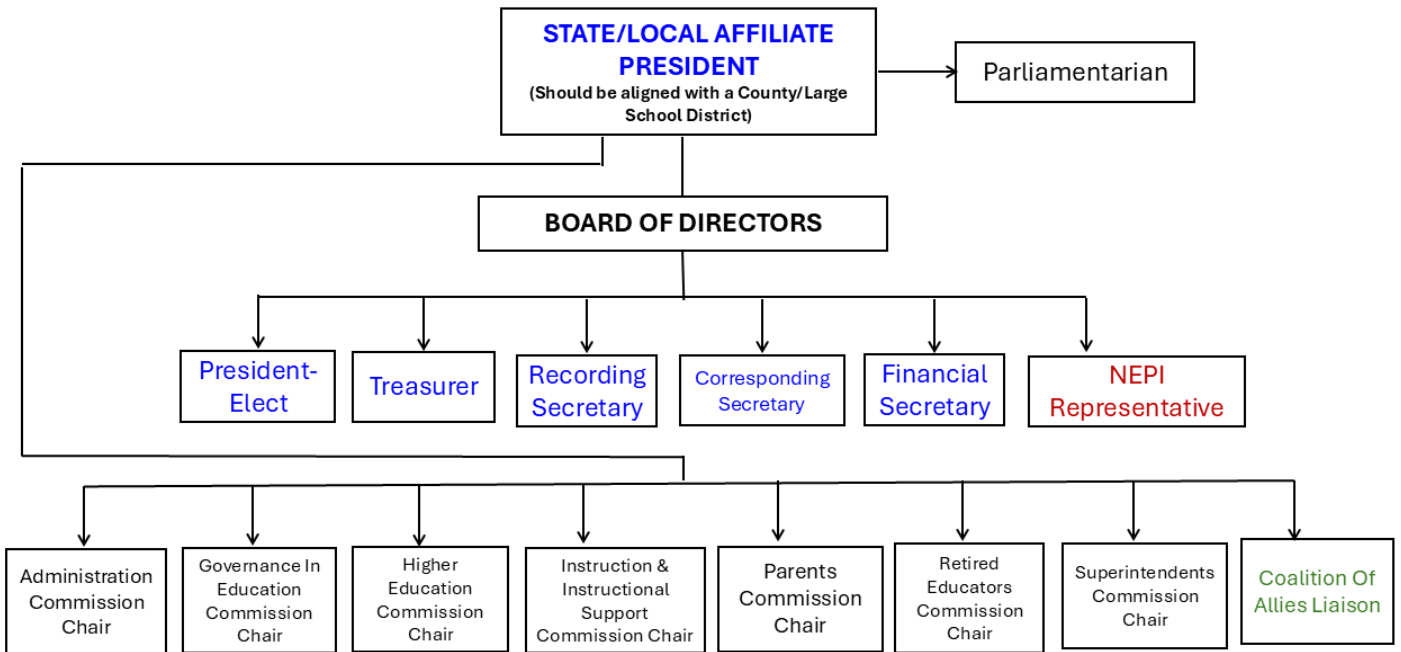 STATE/LOCAL AFFILIATE
PRESIDENT
(Should be aligned with a County/Large
School District)
Parliamentarian
BOARD OF DIRECTORS
President-
Elect
Treasurer
Recording
Secretary
Corresponding
Secretary
Financial
Secretary
NEPI
Representative
Administration
Commission
Chair
Governance In
Education
Commission
Chair
Higher
Education
Commission
Chair
Instruction &
Instructional
Support
Commission Chair
Parents
Commission
Chair
Retired
Educators
Commission
Chair
Superintendents
Commission
Chair
Coalition Of
Allies Liaison